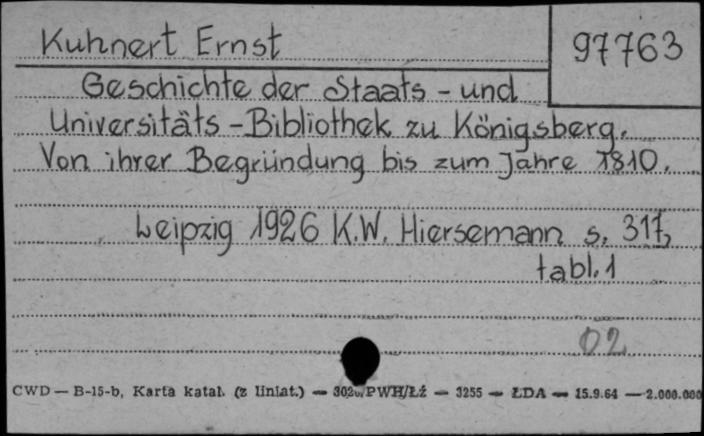 Kuhnert Ernst
97763
Geschichte der Staats - und
Universitäts - Bibliothek zu Königsberg.
Von ihrer Begründung bis zum Jahre 1810.
Leipzig 1926 K.W. Hiersemann s. 317,
tabl. 1
02
CWD — B-15-b, Karta katal. (z liniat.) — PWH/Łź — 3255 — ŁDA — 15.9.64 — 2.000.000